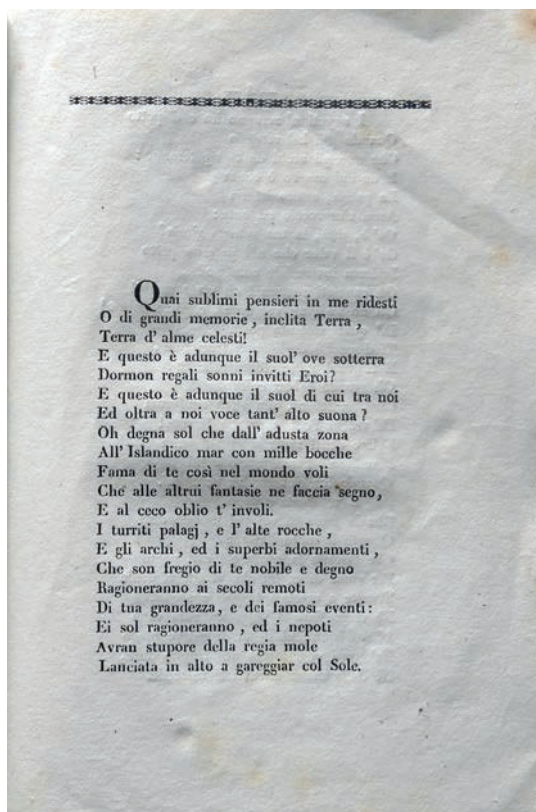 Quai sublimi pensieri in me ridesti
O di grandi memorie, inclita Terra,
Terra d' alme celesti!
E questo è adunque il suol' ove sotterra
Dormon regali sonni invitti Eroi?
E questo è adunque il suol di cui tra noi
Ed oltra a noi voce tant' alto suona?
Oh degna sol che dall' adusta zona
All' Islandico mar con mille bocche
Fama di te così nel mondo voli
Che alle altrui fantasie ne faccia segno,
E al ceco oblio t' involi.
I turriti palagj, e l' alte rocche,
E gli archi, ed i superbi adornamenti,
Che son fregio di te nobile e degno
Ragioneranno ai secoli remoti
Di tua grandezza, e dei famosi eventi:
Ei sol ragioneranno, ed i nepoti
Avran stupore della regia mole
Lanciata in alto a gareggiar col Sole.